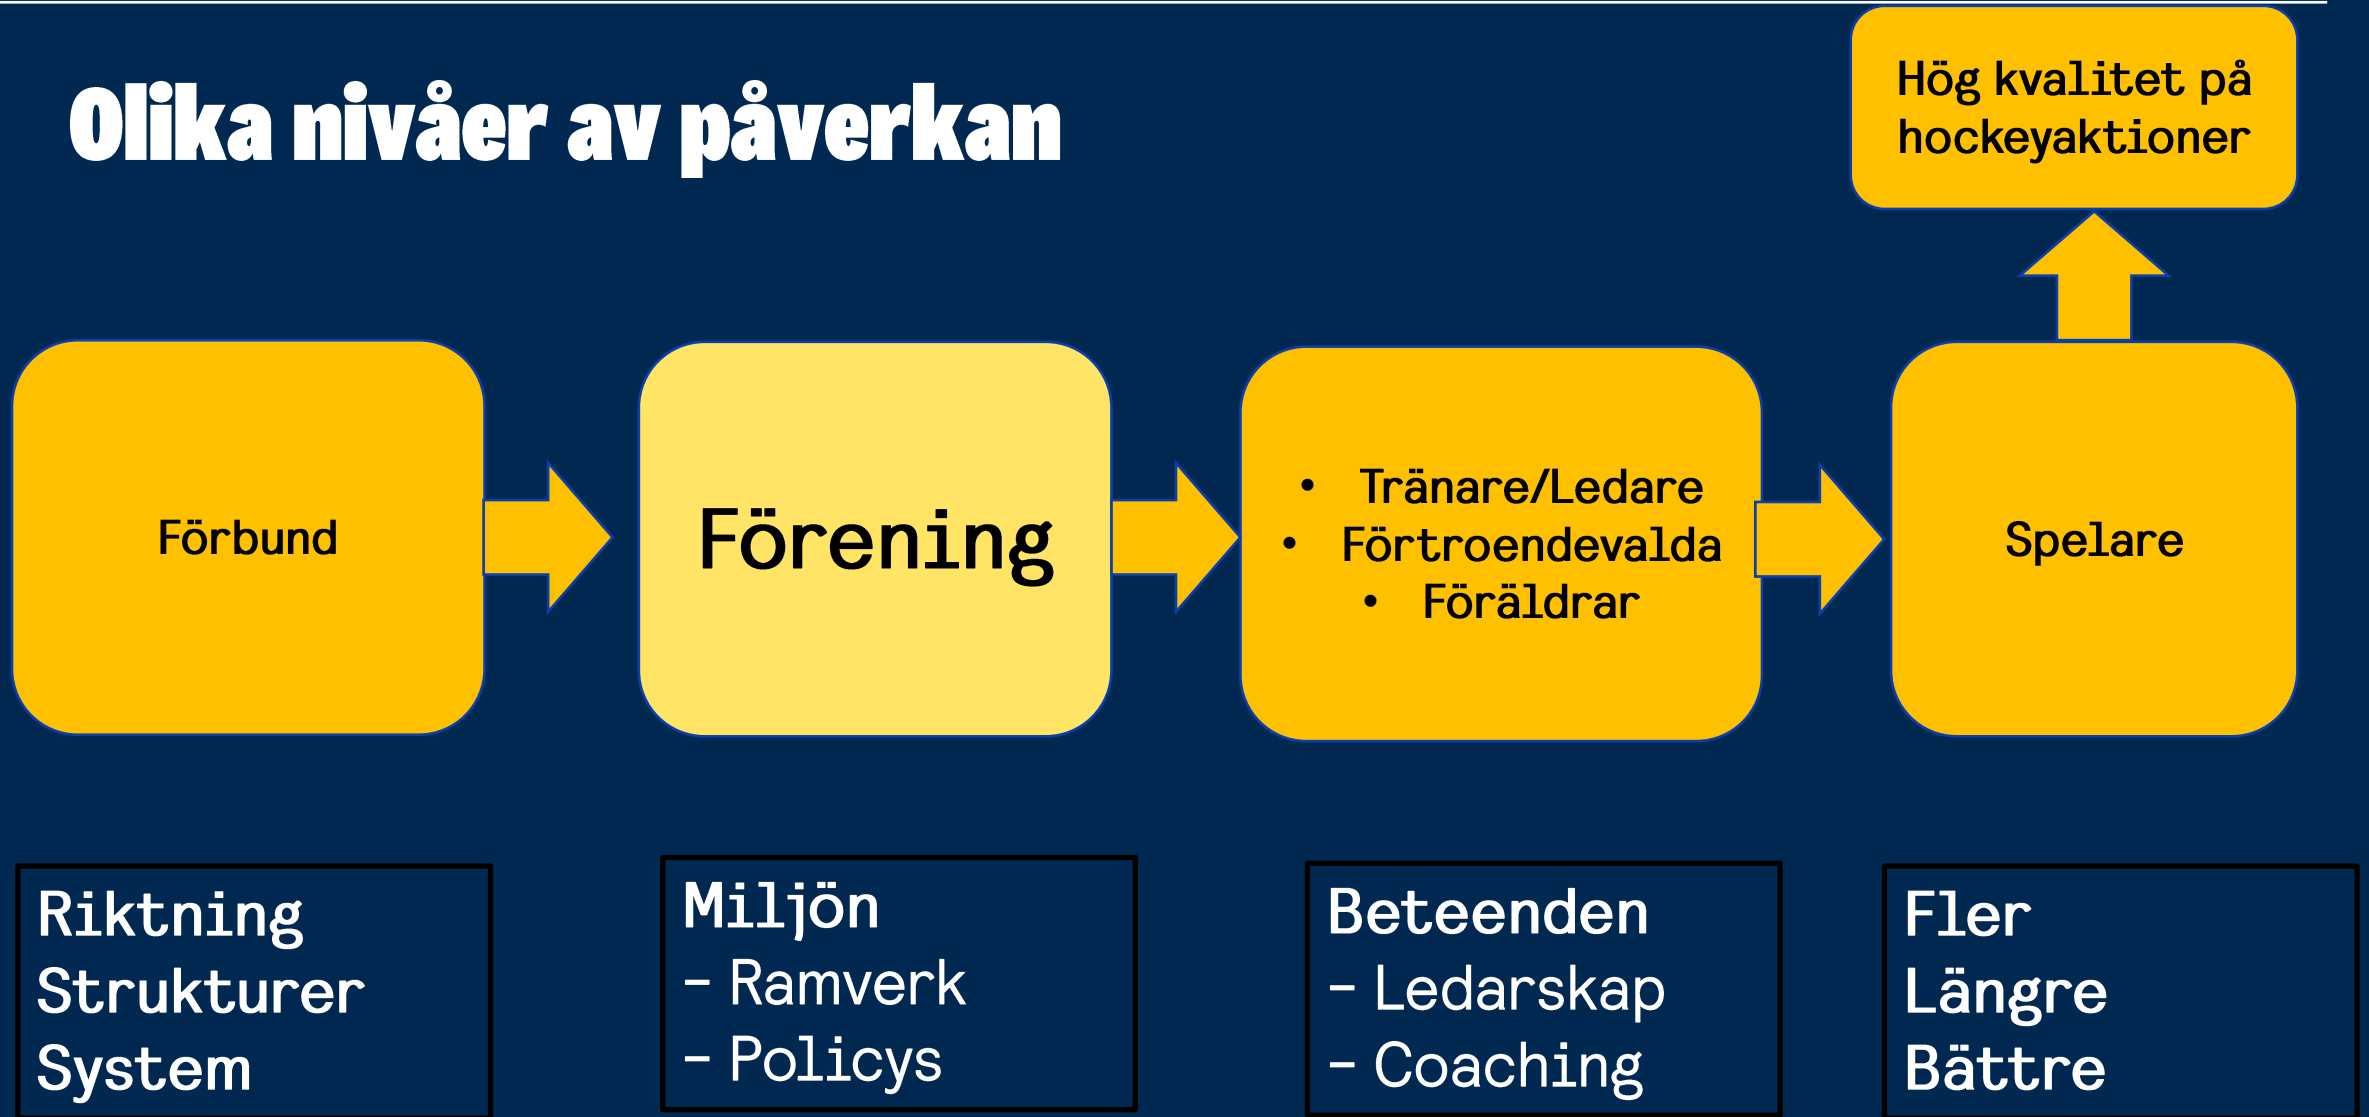 Olika nivåer av påverkan
Hög kvalitet på
hockeyaktioner
Förbund
Förening
• Tränare/Ledare
• Förtroendevalda
• Föräldrar
Spelare
Riktning
Strukturer
System
Miljön
- Ramverk
- Policys
Beteenden
- Ledarskap
- Coaching
Fler
Längre
Bättre